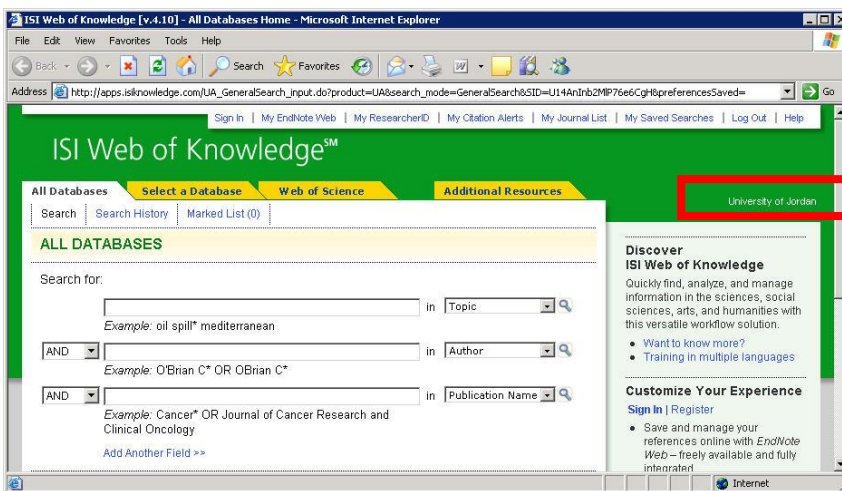 ISI Web of Knowledge [v.4.10] - All Databases Home - Microsoft Internet Explorer
File Edit View Favorites Tools Help
Back Search Favorites
Address http://apps.isiknowledge.com/UA_GeneralSearch_input.do?product=UA&search_mode=GeneralSearch&SID=U14AnInb2MlP76e6CgH&preferencesSaved= Go
Sign In | My EndNote Web | My ResearcherID | My Citation Alerts | My Journal List | My Saved Searches | Log Out | Help
ISI Web of Knowledge℠
All Databases Select a Database Web of Science Additional Resources
University of Jordan
Search Search History Marked List (0)
ALL DATABASES
Search for:
in Topic
Example: oil spill* mediterranean
AND in Author
Example: O'Brian C* OR OBrian C*
AND in Publication Name
Example: Cancer* OR Journal of Cancer Research and
Clinical Oncology
Add Another Field >>
Discover
ISI Web of Knowledge
Quickly find, analyze, and manage
information in the sciences, social
sciences, arts, and humanities with
this versatile workflow solution.
• Want to know more?
• Training in multiple languages
Customize Your Experience
Sign In | Register
• Save and manage your
references online with EndNote
Web – freely available and fully
integrated
Internet